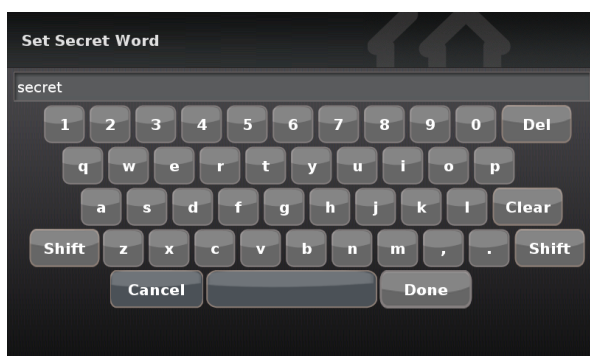 Set Secret Word
secret
1 2 3 4 5 6 7 8 9 0 Del
q w e r t y u i o p
a s d f g h j k l Clear
Shift z x c v b n m , . Shift
Cancel Done